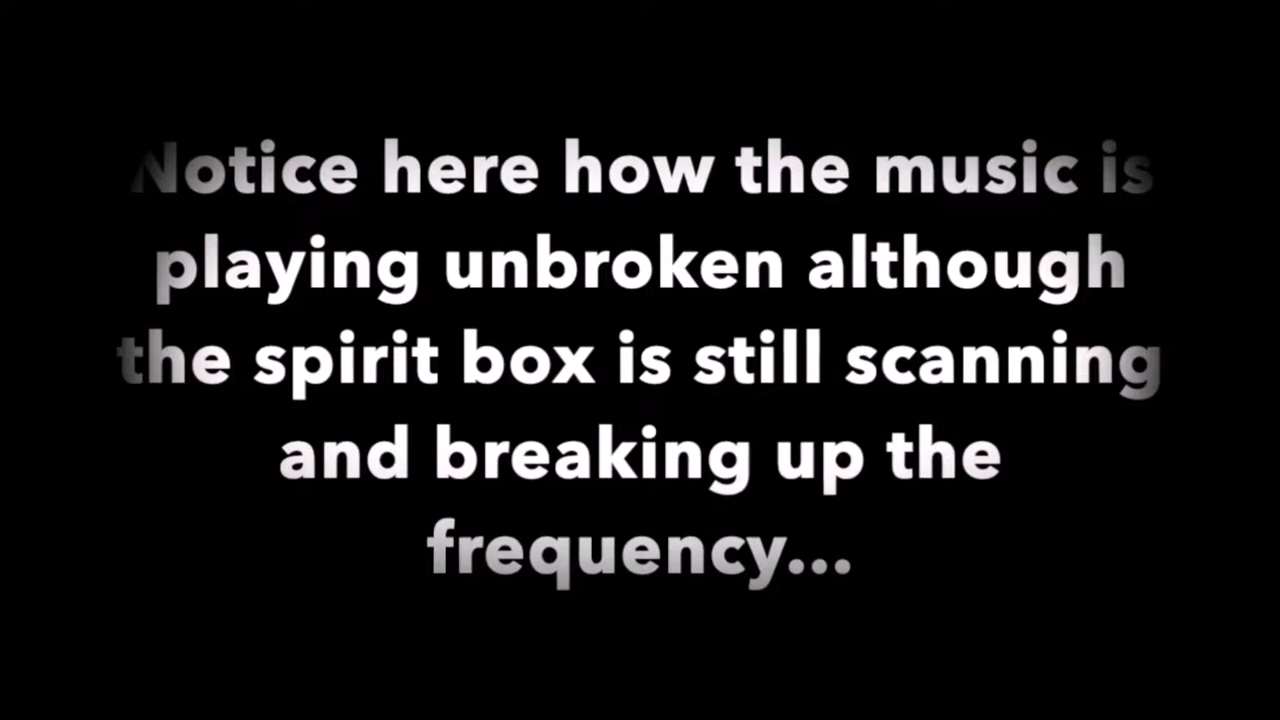 Notice here how the music is
playing unbroken although
the spirit box is still scanning
and breaking up the
frequency...